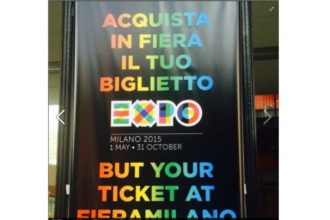 ACQUISTA
IN FIERA
IL TUO
BIGLIETTO
EXPO
MILANO 2015
1 MAY • 31 OCTOBER
BUT YOUR
TICKET AT
FIERAMILANO